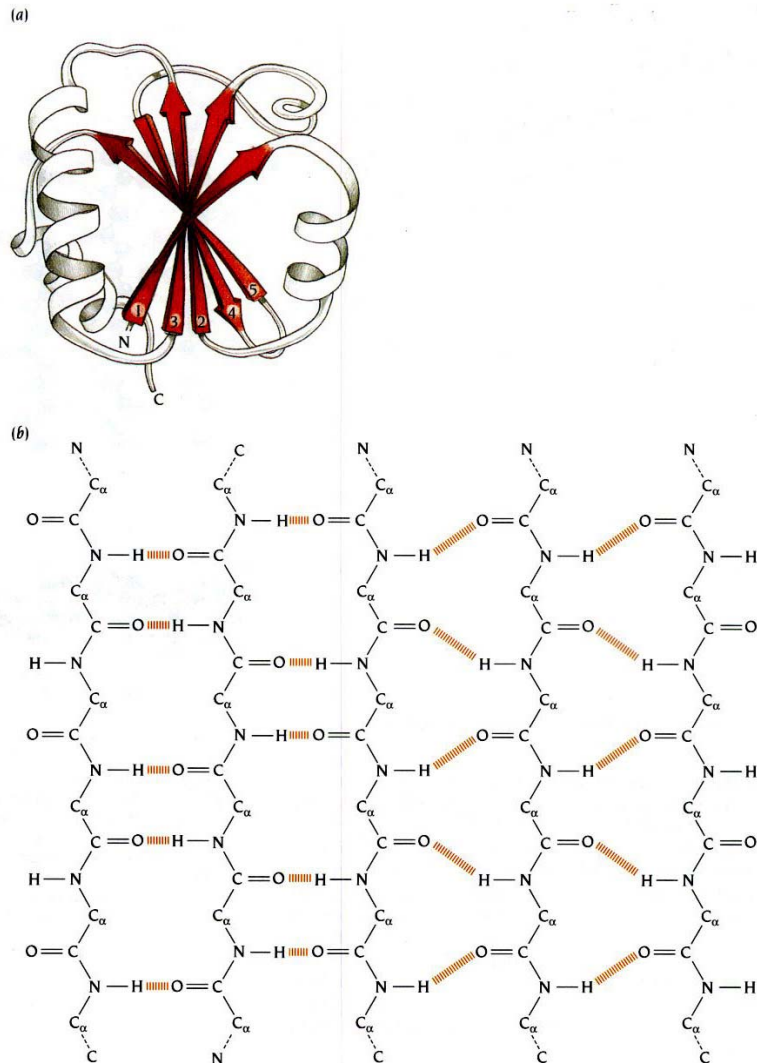 (a)
1 3 2 4 5
N
C
(b)
N C N N N
Cα Cα Cα Cα Cα
O=C N—H O=C O=C O=C
N—H O=C N—H N—H N—H
Cα Cα Cα Cα Cα
C=O H—N C=O C=O C=O
H—N C=O H—N H—N H—N
Cα Cα Cα Cα Cα
O=C N—H O=C O=C O=C
N—H O=C N—H N—H N—H
Cα Cα Cα Cα Cα
C=O H—N C=O C=O C=O
H—N C=O H—N H—N H—N
Cα Cα Cα Cα Cα
O=C N—H O=C O=C O=C
N—H O=C N—H N—H N—H
Cα Cα Cα Cα Cα
C N C C C